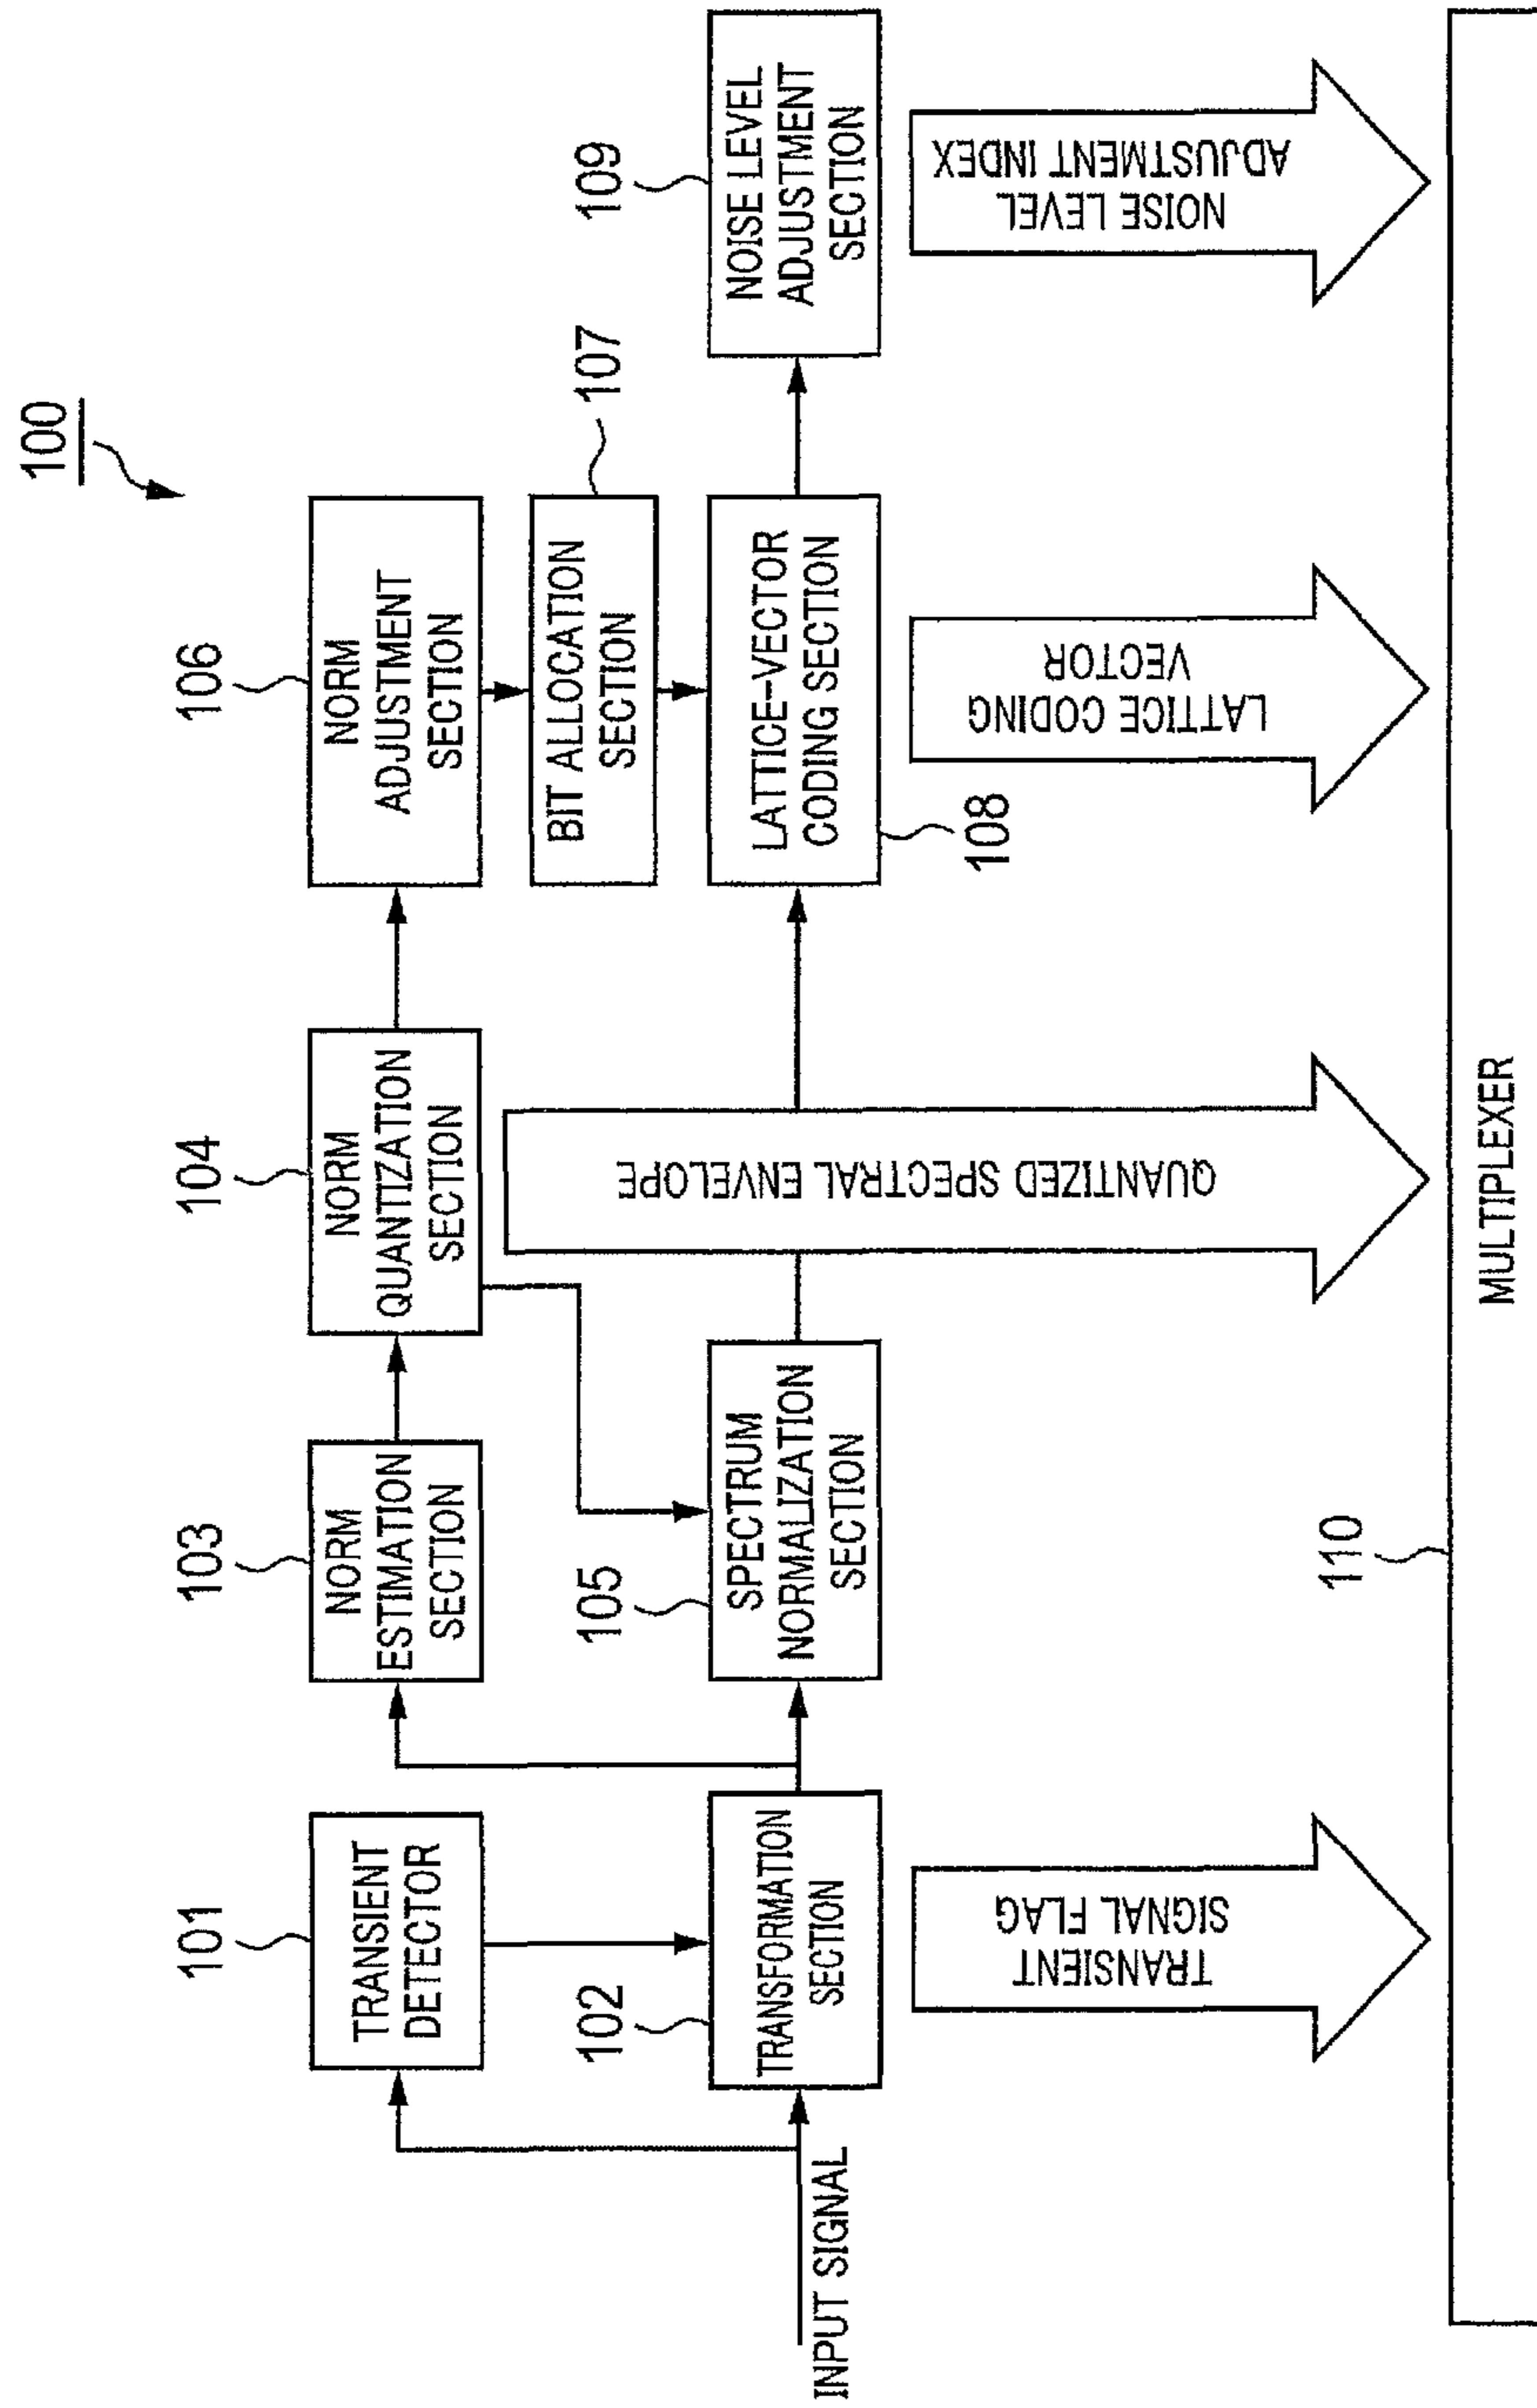 100
101
TRANSIENT
DETECTOR
103
NORM
ESTIMATION
SECTION
104
NORM
QUANTIZATION
SECTION
106
NORM
ADJUSTMENT
SECTION
107
BIT ALLOCATION
SECTION
INPUT SIGNAL
102
TRANSFORMATION
SECTION
105
SPECTRUM
NORMALIZATION
SECTION
LATTICE-VECTOR
CODING SECTION
108
109
NOISE LEVEL
ADJUSTMENT
SECTION
TRANSIENT
SIGNAL FLAG
QUANTIZED SPECTRAL ENVELOPE
LATTICE CODING
VECTOR
NOISE LEVEL
ADJUSTMENT INDEX
110
MULTIPLEXER